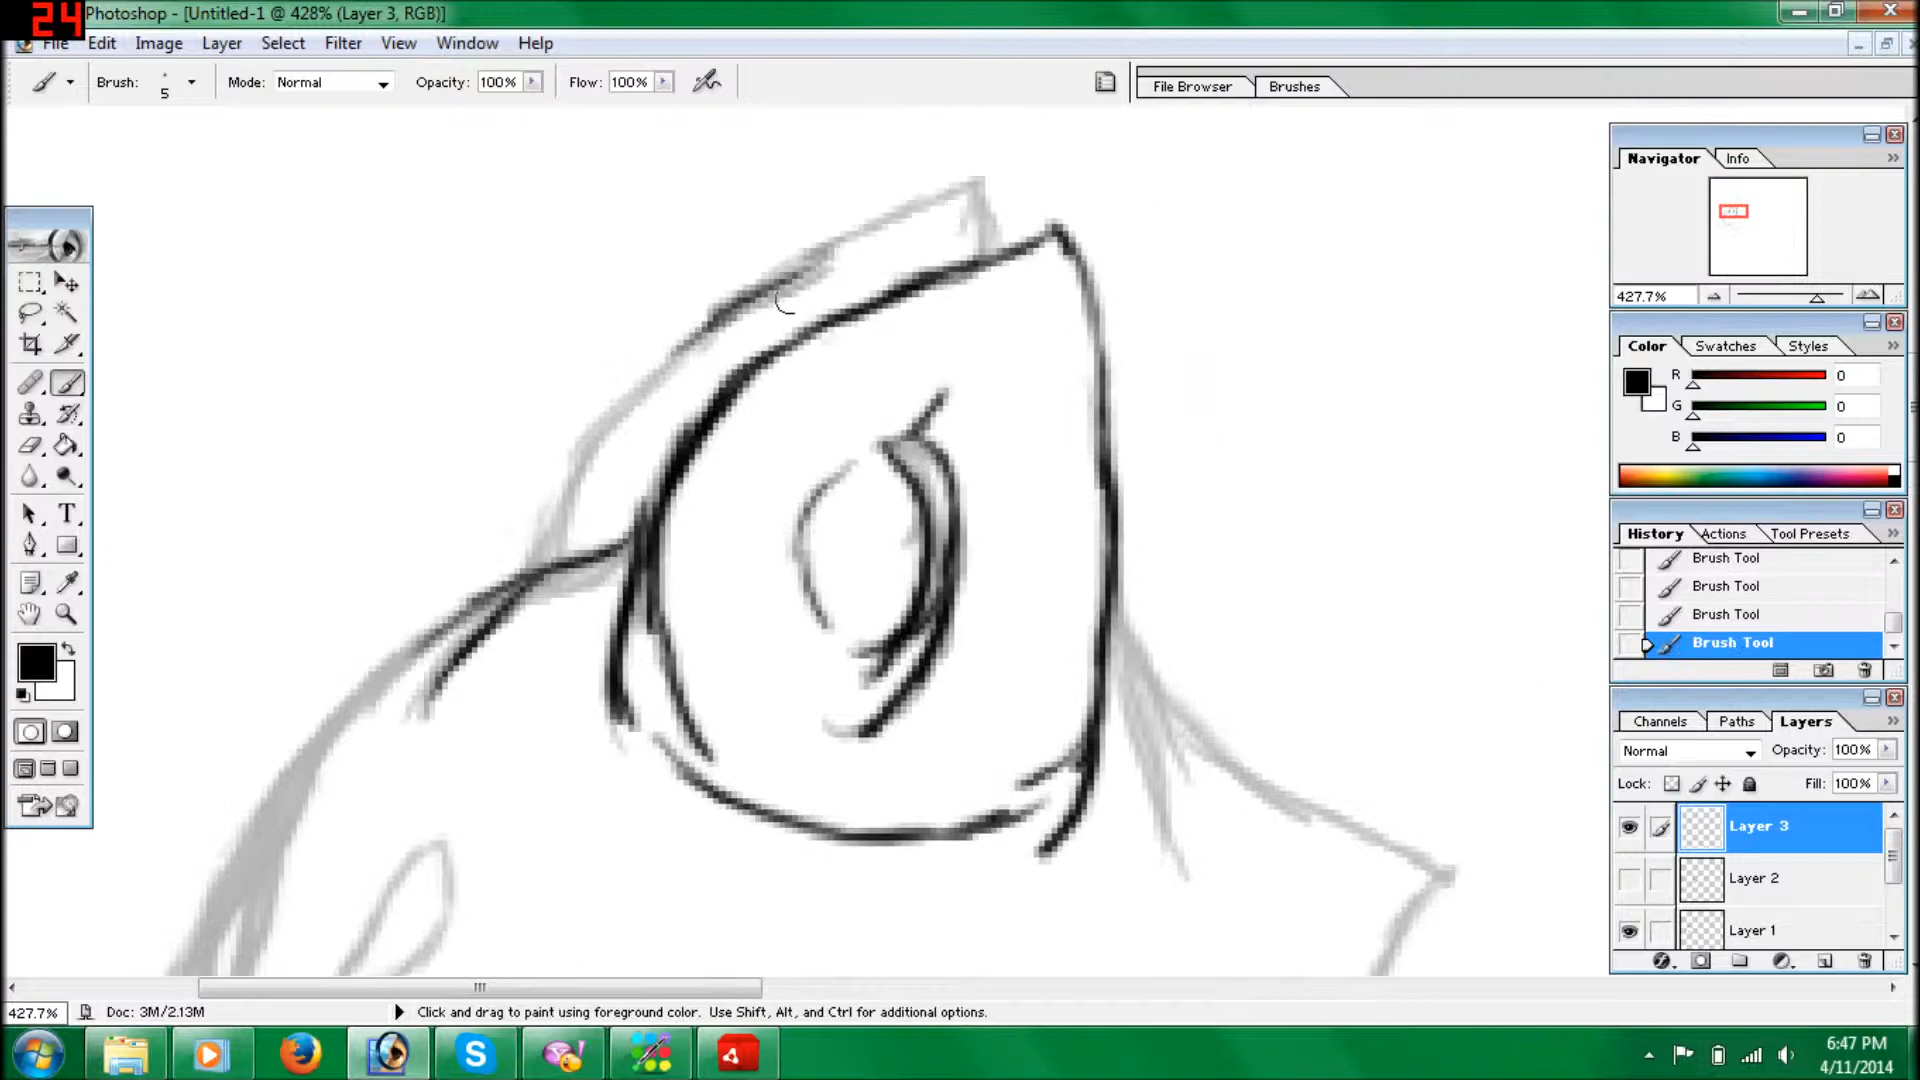 24
Photoshop - [Untitled-1 @ 428% (Layer 3, RGB)]
File Edit Image Layer Select Filter View Window Help
Brush: 5 Mode: Normal Opacity: 100% Flow: 100%
File Browser Brushes
Navigator Info
427.7%
Color Swatches Styles
R 0
G 0
B 0
History Actions Tool Presets
Brush Tool
Brush Tool
Brush Tool
Brush Tool
Channels Paths Layers
Normal Opacity: 100%
Lock: Fill: 100%
Layer 3
Layer 2
Layer 1
427.7% Doc: 3M/2.13M Click and drag to paint using foreground color. Use Shift, Alt, and Ctrl for additional options.
6:47 PM
4/11/2014